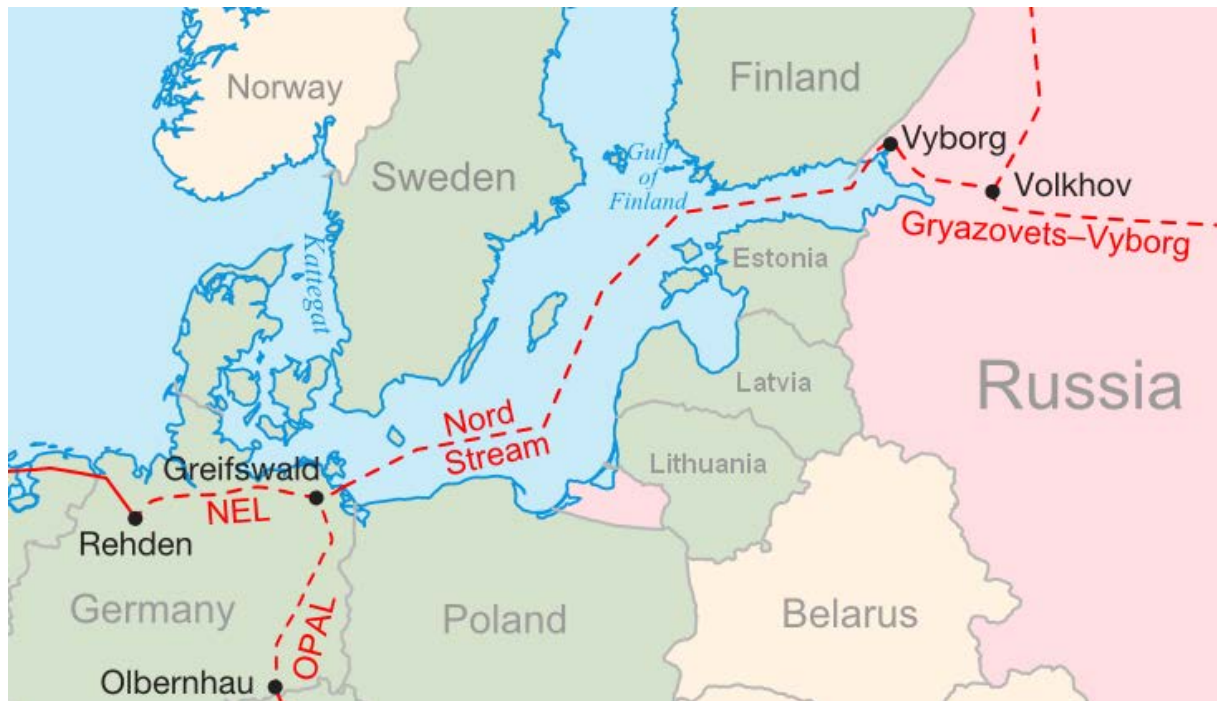 Norway
Finland
Sweden
Gulf
of
Finland
Vyborg
Volkhov
Gryazovets–Vyborg
Kattegat
Estonia
Latvia
Russia
Nord
Stream
Lithuania
Greifswald
NEL
Rehden
Germany
OPAL
Poland
Belarus
Olbernhau